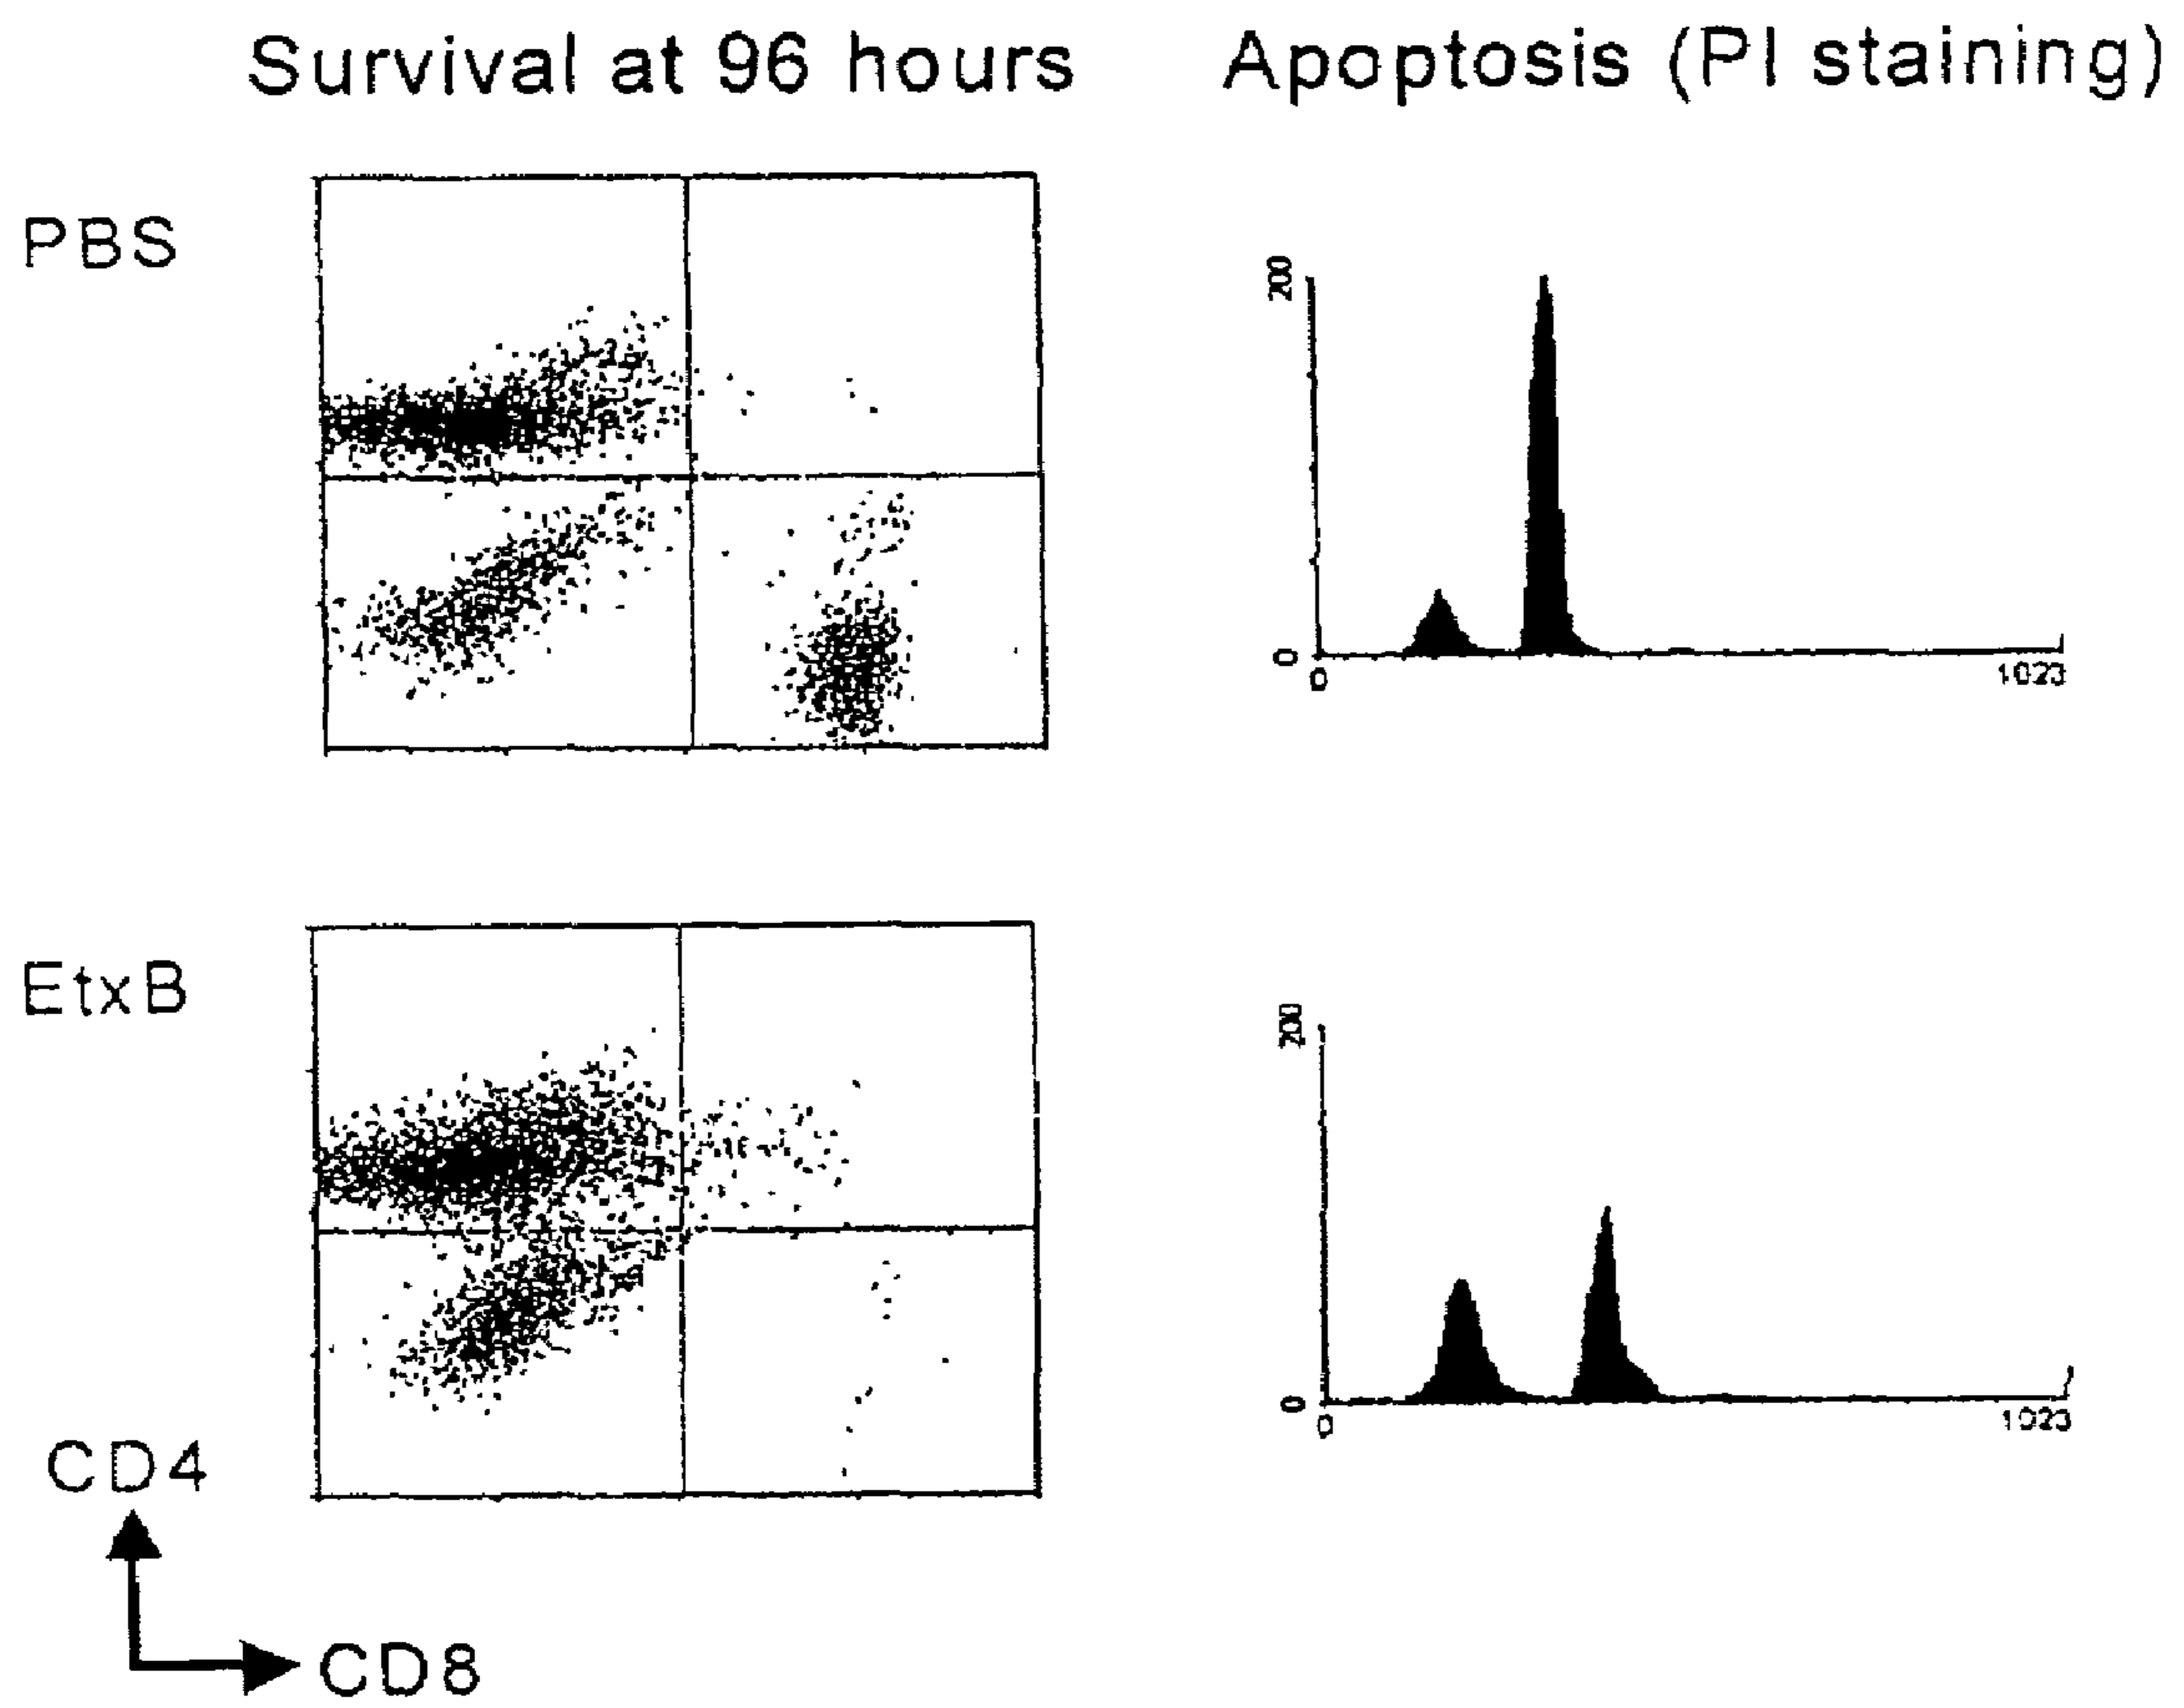 Survival at 96 hours
Apoptosis (PI staining)
PBS
200
0
0
1023
EtxB
200
0
0
1023
CD4
CD8